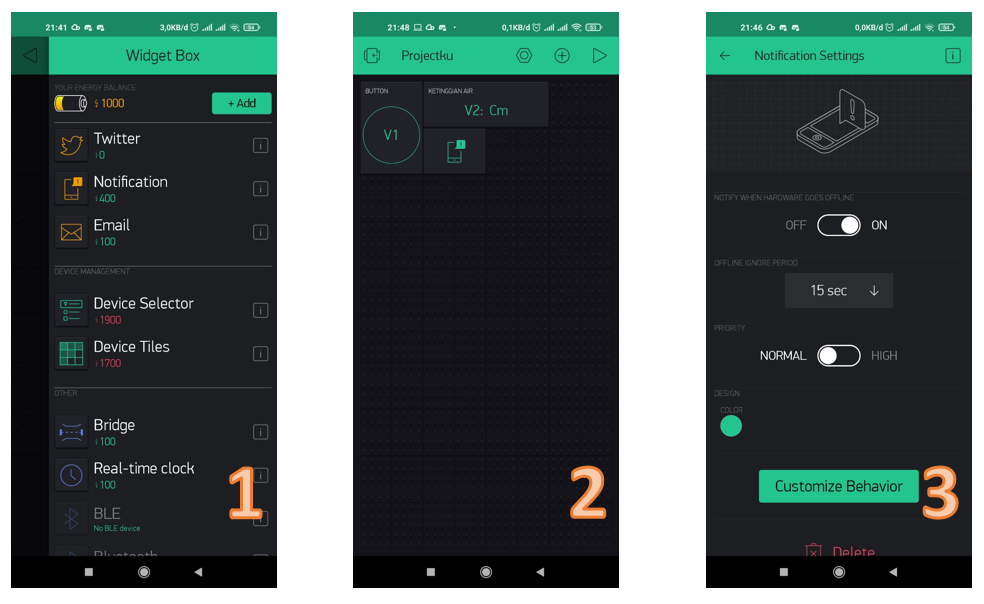 21:41
3,0KB/d
54
Widget Box
YOUR ENERGY BALANCE
1000
+ Add
Twitter
0
Notification
400
Email
100
DEVICE MANAGEMENT
Device Selector
1900
Device Tiles
1700
OTHER
Bridge
100
Real-time clock
100
BLE
No BLE device
Bluetooth
1
21:48
0,1KB/d
53
Projectku
BUTTON
V1
KETINGGIAN AIR
V2: Cm
2
21:46
0,0KB/d
54
Notification Settings
NOTIFY WHEN HARDWARE GOES OFFLINE
OFF
ON
OFFLINE IGNORE PERIOD
15 sec
PRIORITY
NORMAL
HIGH
DESIGN
COLOR
Customize Behavior
Delete
3